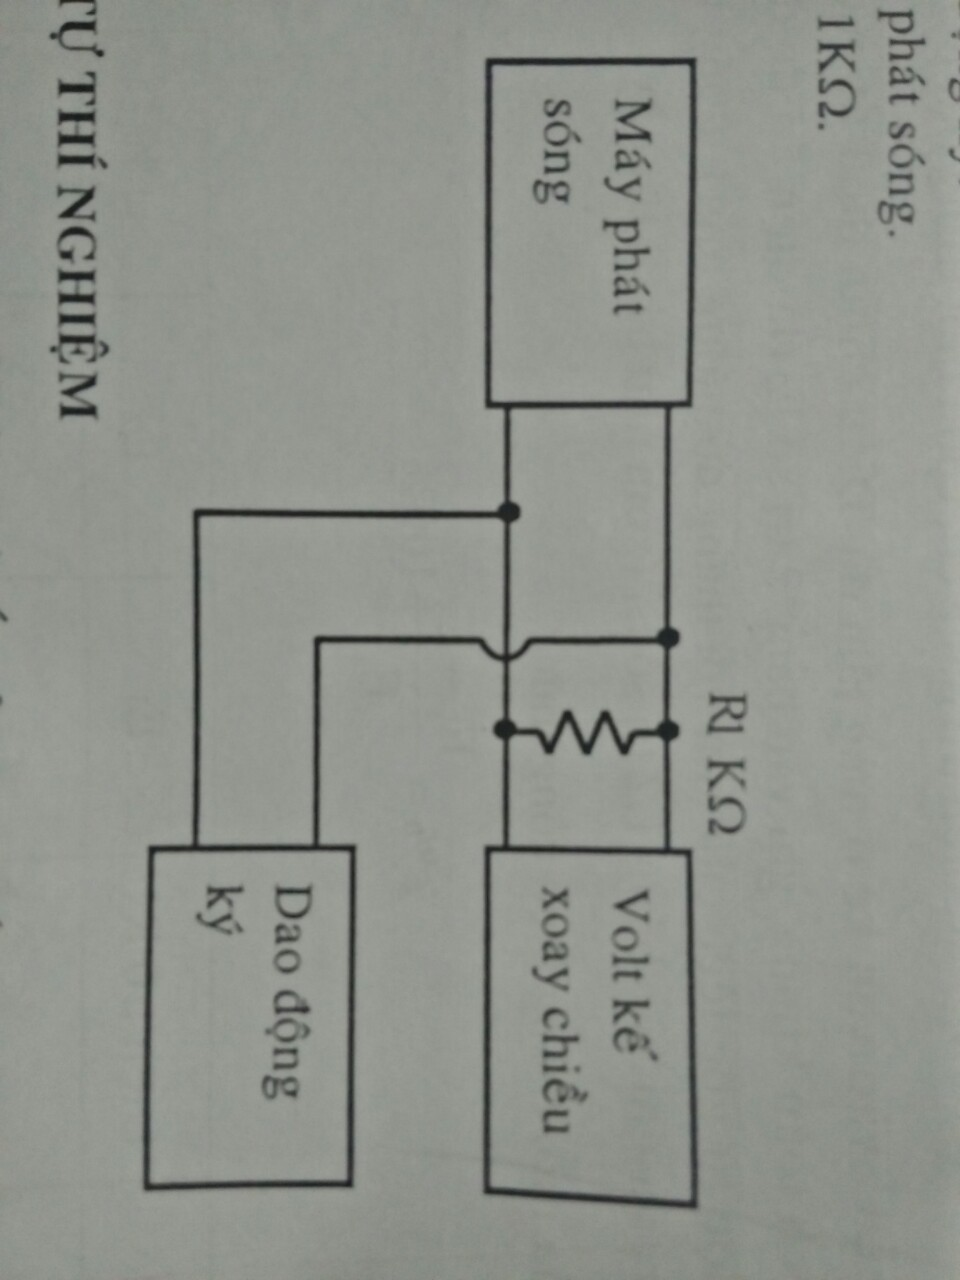 phát sóng.
1KΩ.
R1 KΩ
Máy phát
sóng
Volt kế
xoay chiều
Dao động
ký
TỰ THÍ NGHIỆM